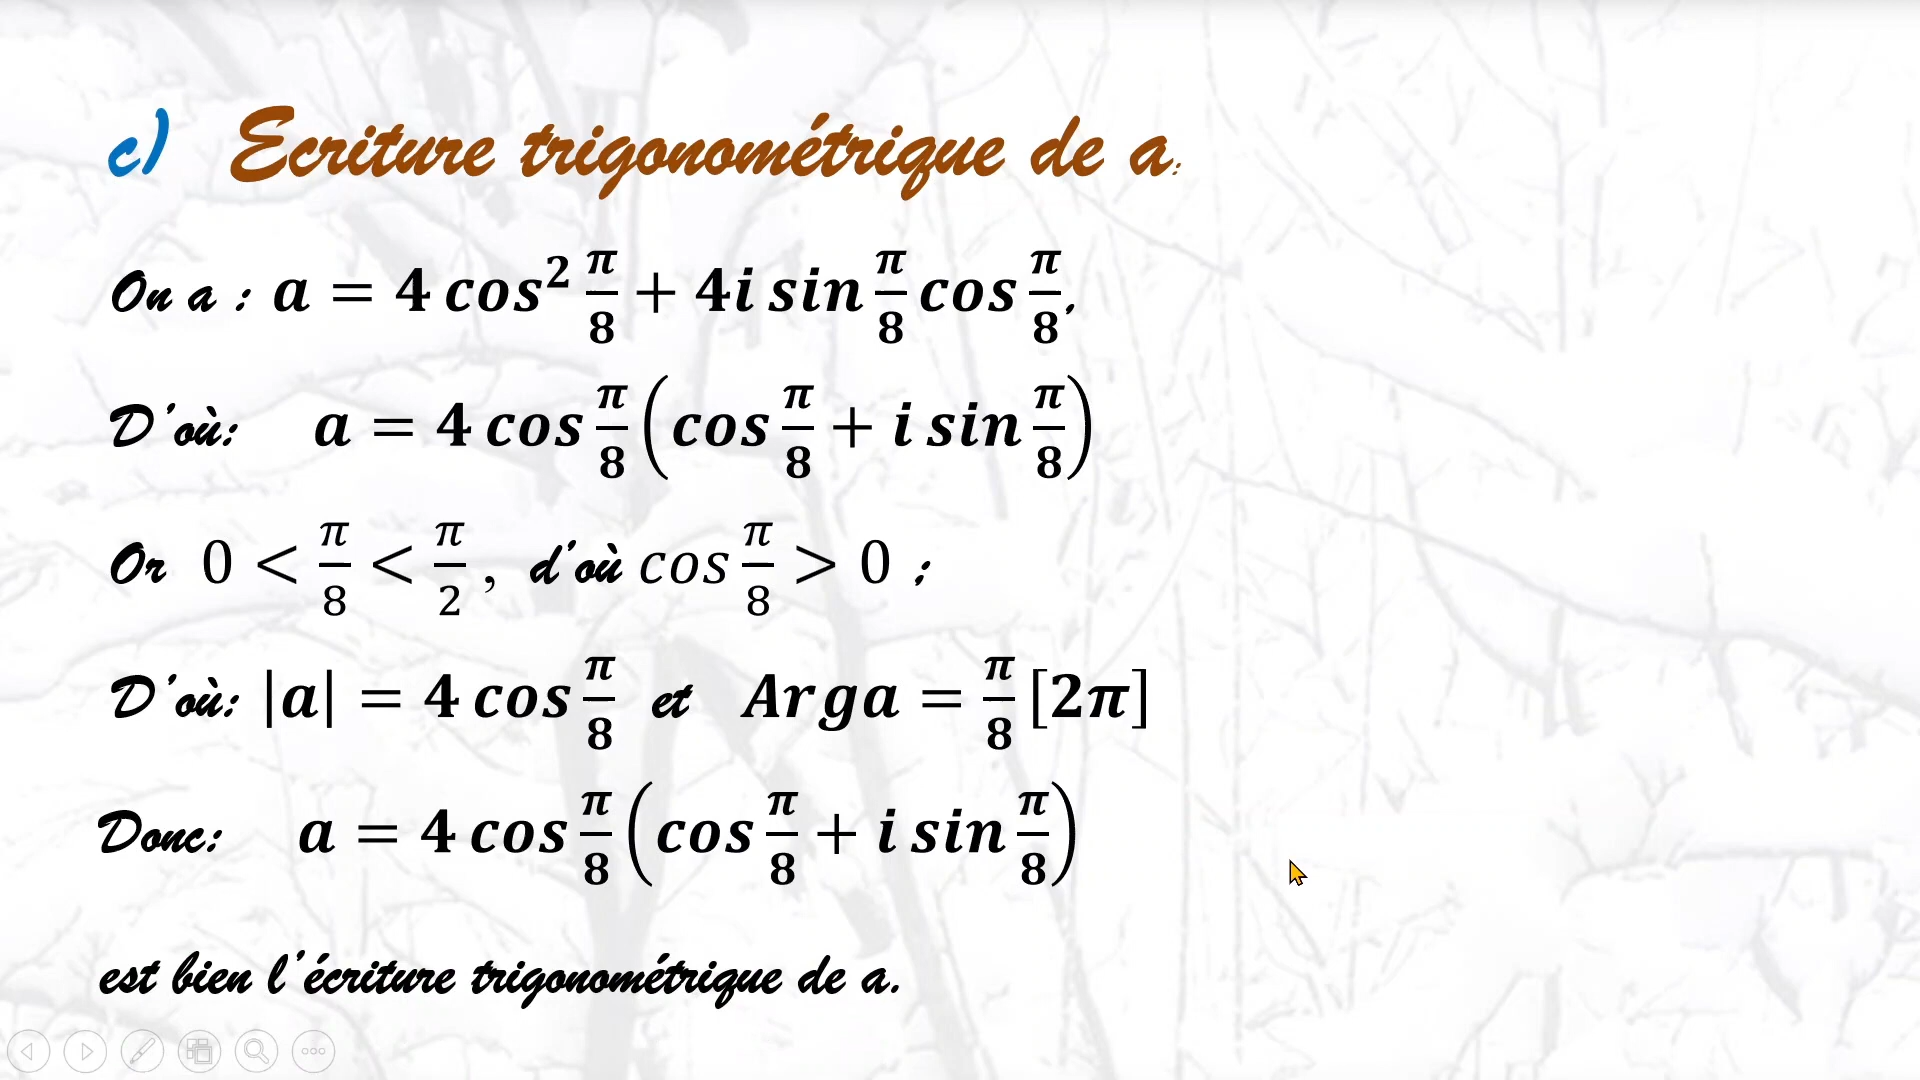 c) Ecriture trigonométrique de a:
On a : a = 4 cos² π/8 + 4i sin π/8 cos π/8,
D'où: a = 4 cos π/8 (cos π/8 + i sin π/8)
Or 0 < π/8 < π/2 , d'où cos π/8 > 0 ;
D'où: |a| = 4 cos π/8 et Arga = π/8 [2π]
Donc: a = 4 cos π/8 (cos π/8 + i sin π/8)
est bien l'écriture trigonométrique de a.